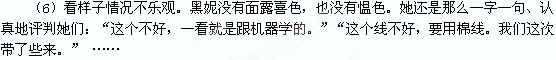 （6）看样子情况不乐观。黑妮没有面露喜色，也没有愠色。她还是那么一字一句、认
真地评判她们：“这个不好，一看就是跟机器学的。”“这个线不好，要用棉线。我们这次
带了些来。” ……